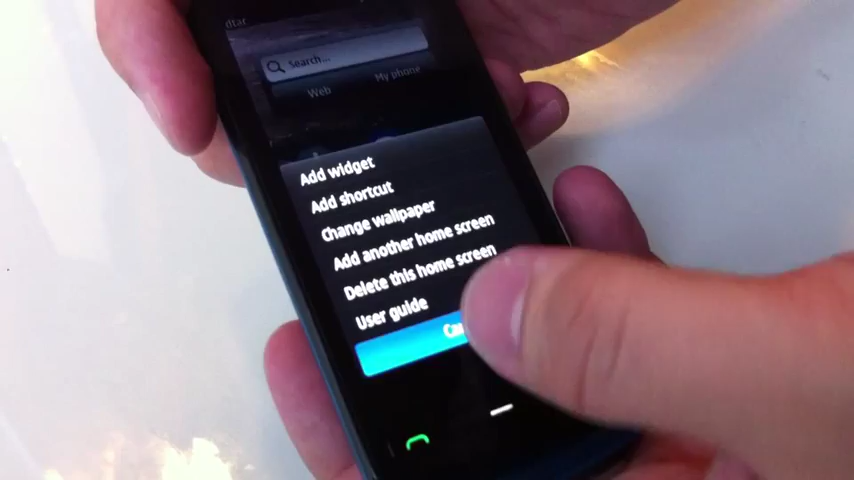 Search...
Web
My phone
Add widget
Add shortcut
Change wallpaper
Add another home screen
Delete this home screen
User guide